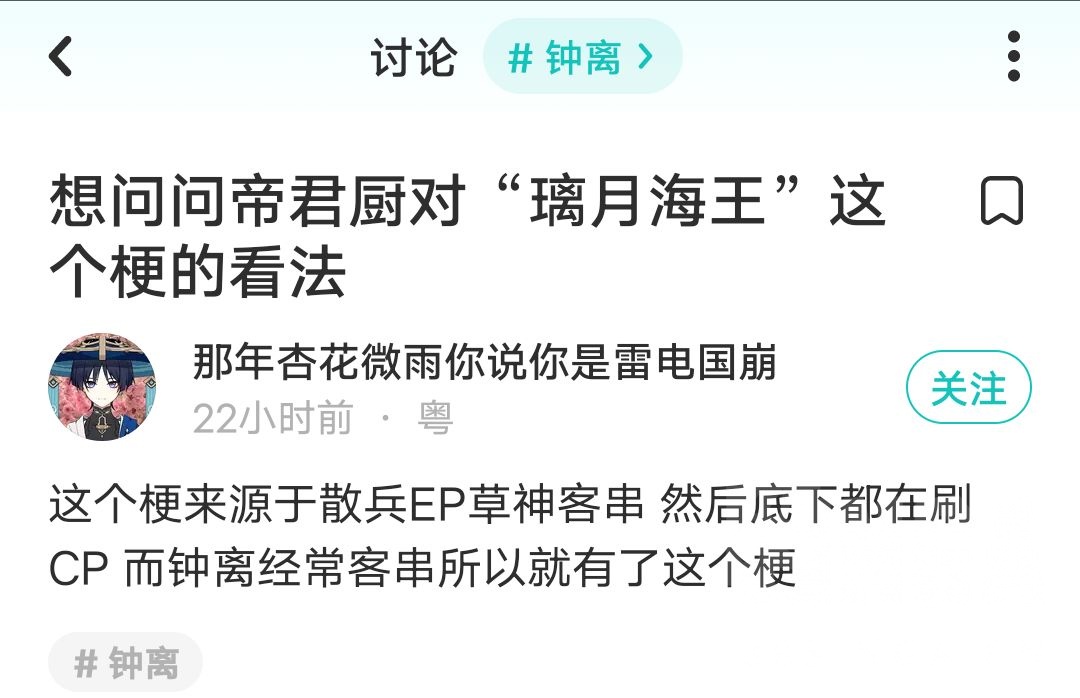 讨论 # 钟离 >
想问问帝君厨对“璃月海王”这
个梗的看法
那年杏花微雨你说你是雷电国崩
22小时前 · 粤
关注
这个梗来源于散兵EP草神客串 然后底下都在刷
CP 而钟离经常客串所以就有了这个梗
# 钟离